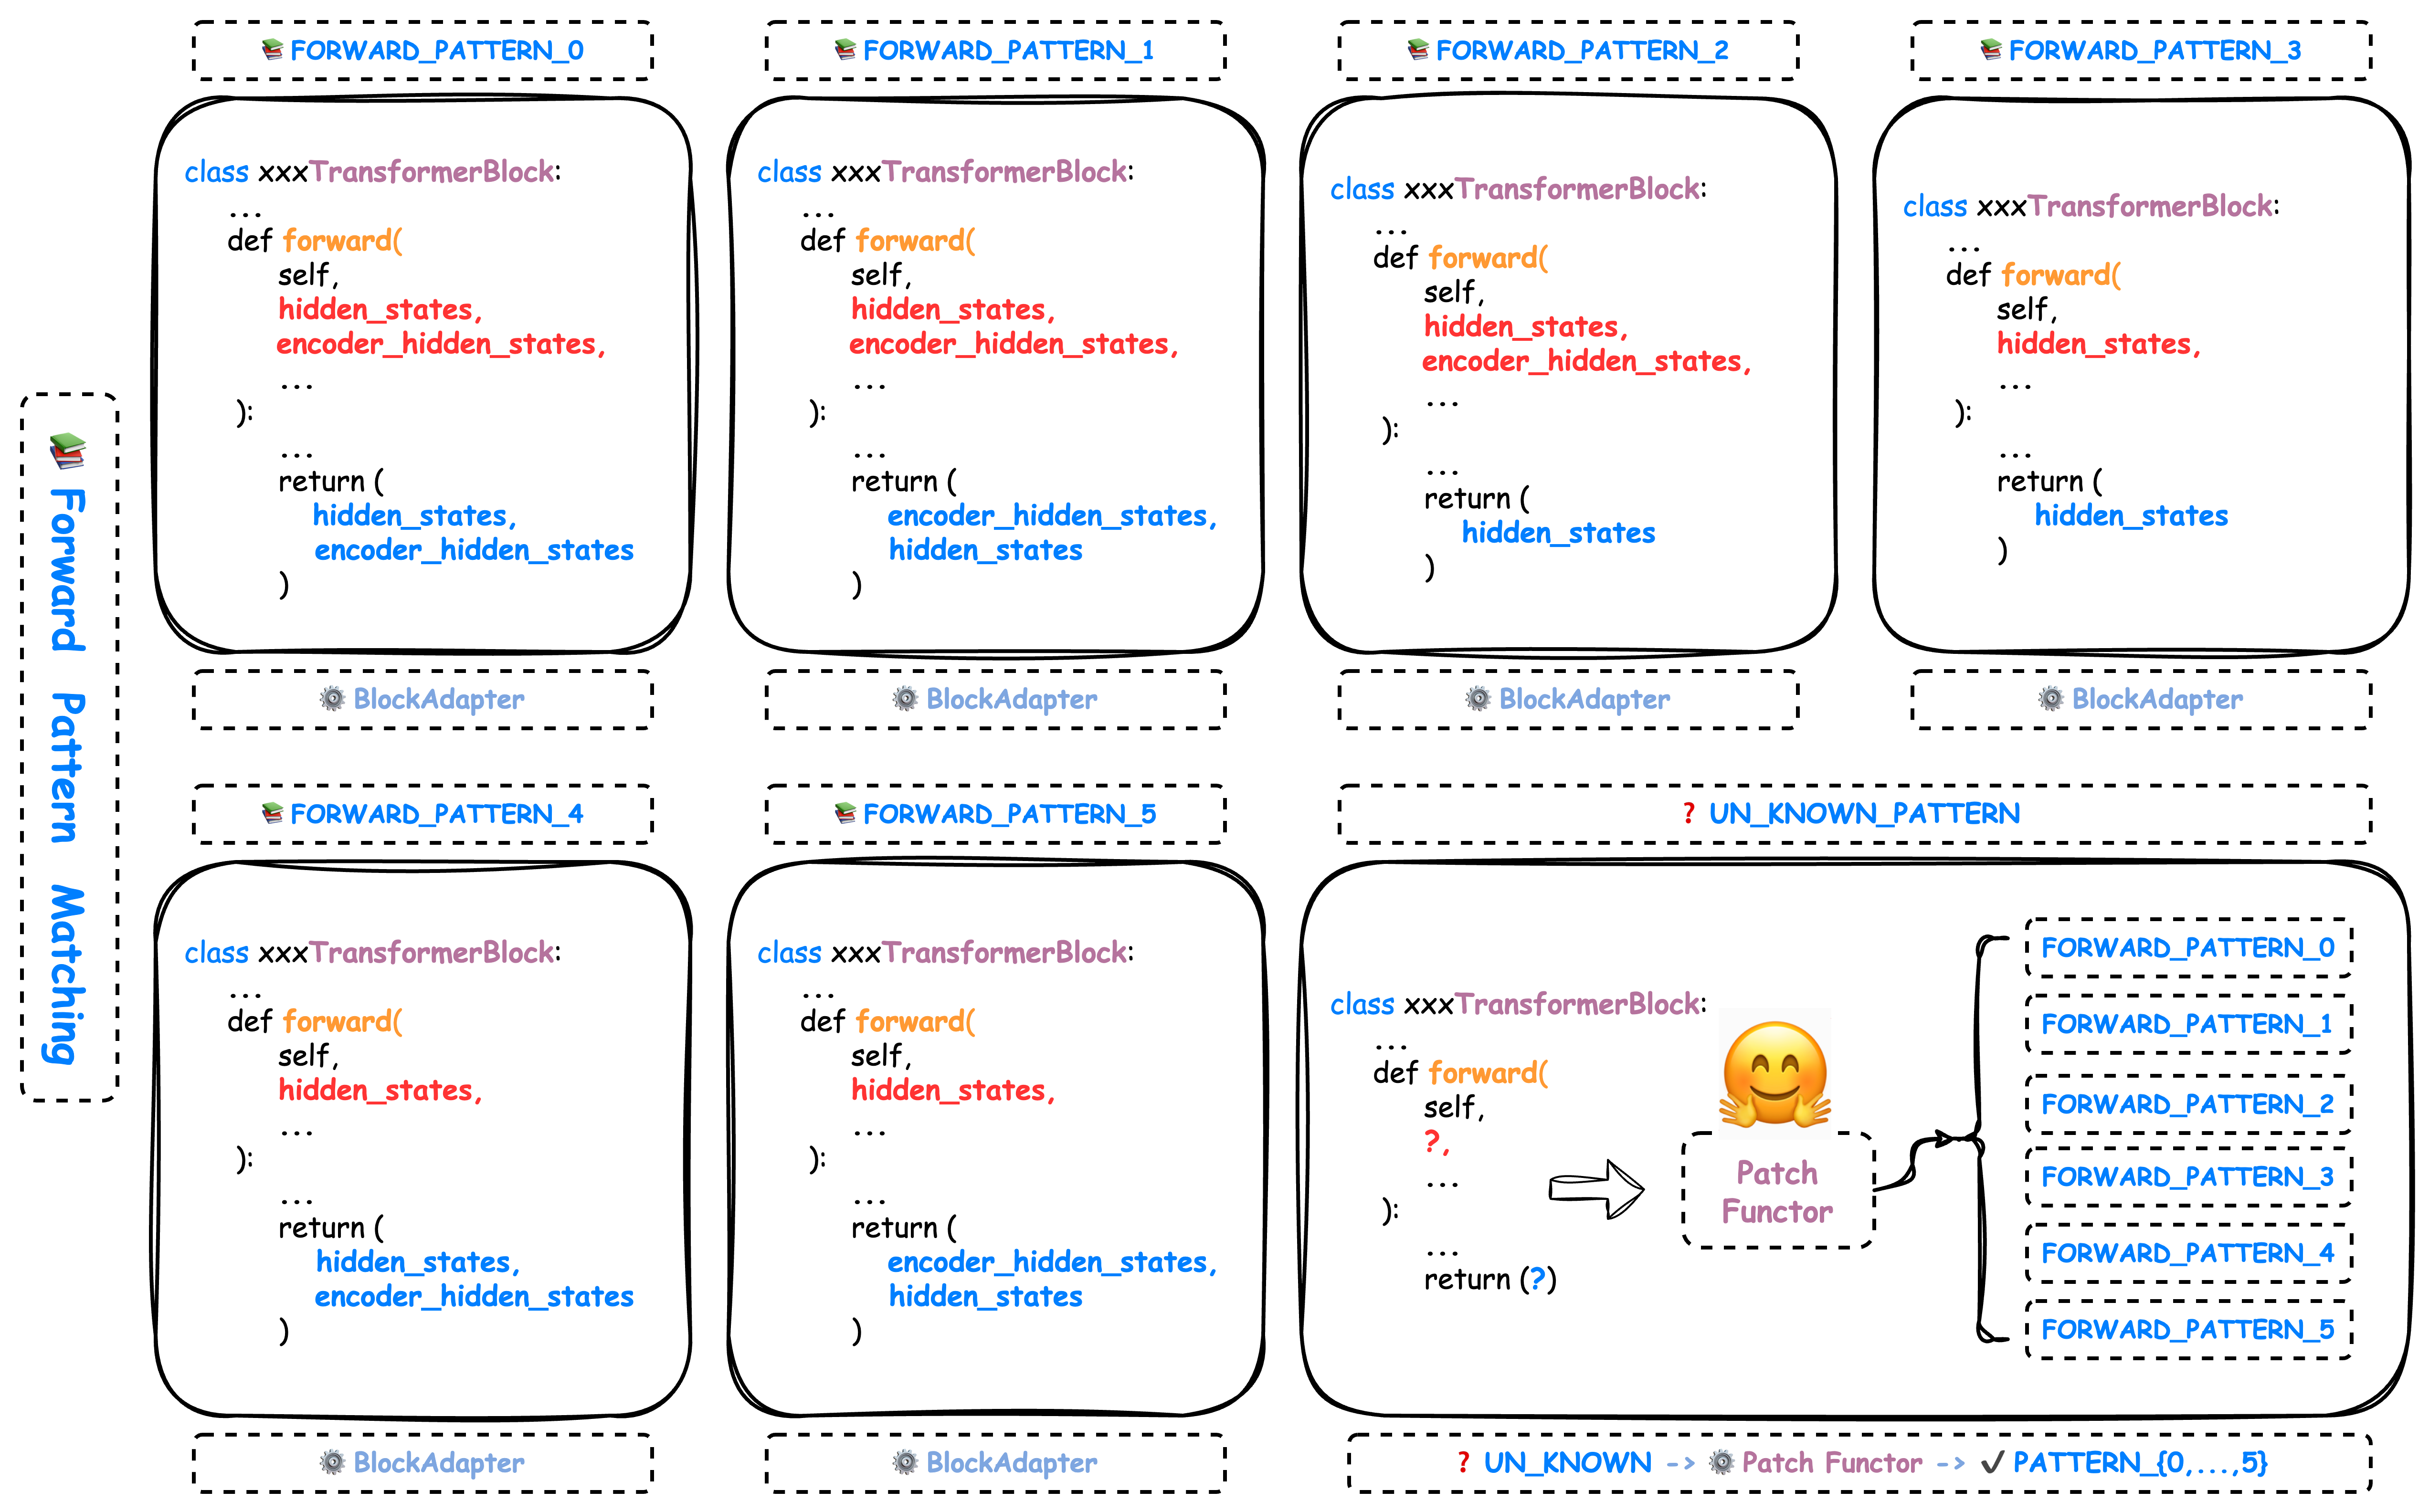 Forward Pattern Matching
FORWARD_PATTERN_0
class xxxTransformerBlock:
...
def forward(
self,
hidden_states,
encoder_hidden_states,
...
):
...
return (
hidden_states,
encoder_hidden_states
)
BlockAdapter
FORWARD_PATTERN_1
class xxxTransformerBlock:
...
def forward(
self,
hidden_states,
encoder_hidden_states,
...
):
...
return (
encoder_hidden_states,
hidden_states
)
BlockAdapter
FORWARD_PATTERN_2
class xxxTransformerBlock:
...
def forward(
self,
hidden_states,
encoder_hidden_states,
...
):
...
return (
hidden_states
)
BlockAdapter
FORWARD_PATTERN_3
class xxxTransformerBlock:
...
def forward(
self,
hidden_states,
...
):
...
return (
hidden_states
)
BlockAdapter
FORWARD_PATTERN_4
class xxxTransformerBlock:
...
def forward(
self,
hidden_states,
...
):
...
return (
hidden_states,
encoder_hidden_states
)
BlockAdapter
FORWARD_PATTERN_5
class xxxTransformerBlock:
...
def forward(
self,
hidden_states,
...
):
...
return (
encoder_hidden_states,
hidden_states
)
BlockAdapter
? UN_KNOWN_PATTERN
class xxxTransformerBlock:
...
def forward(
self,
?,
...
):
...
return (?)
Patch
Functor
FORWARD_PATTERN_0
FORWARD_PATTERN_1
FORWARD_PATTERN_2
FORWARD_PATTERN_3
FORWARD_PATTERN_4
FORWARD_PATTERN_5
? UN_KNOWN -> Patch Functor -> ✔ PATTERN_{0,...,5}